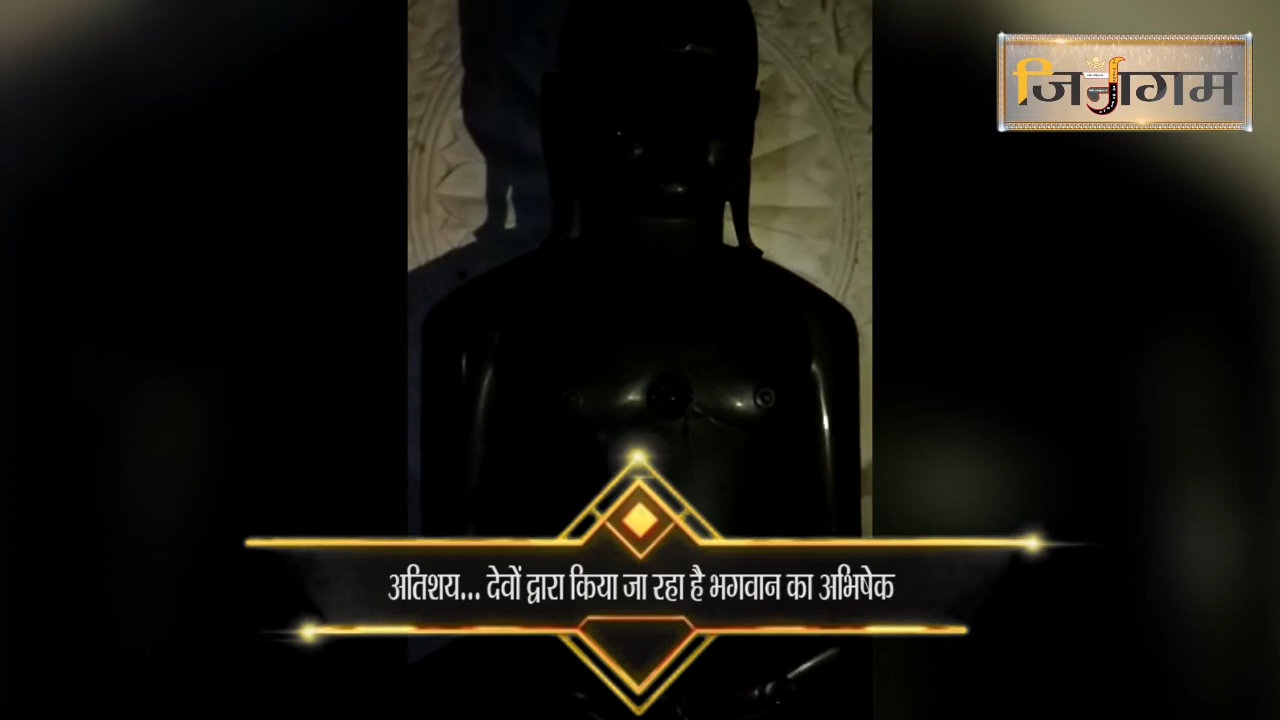 जिनागम
अतिशय... देवों द्वारा किया जा रहा है भगवान का अभिषेक